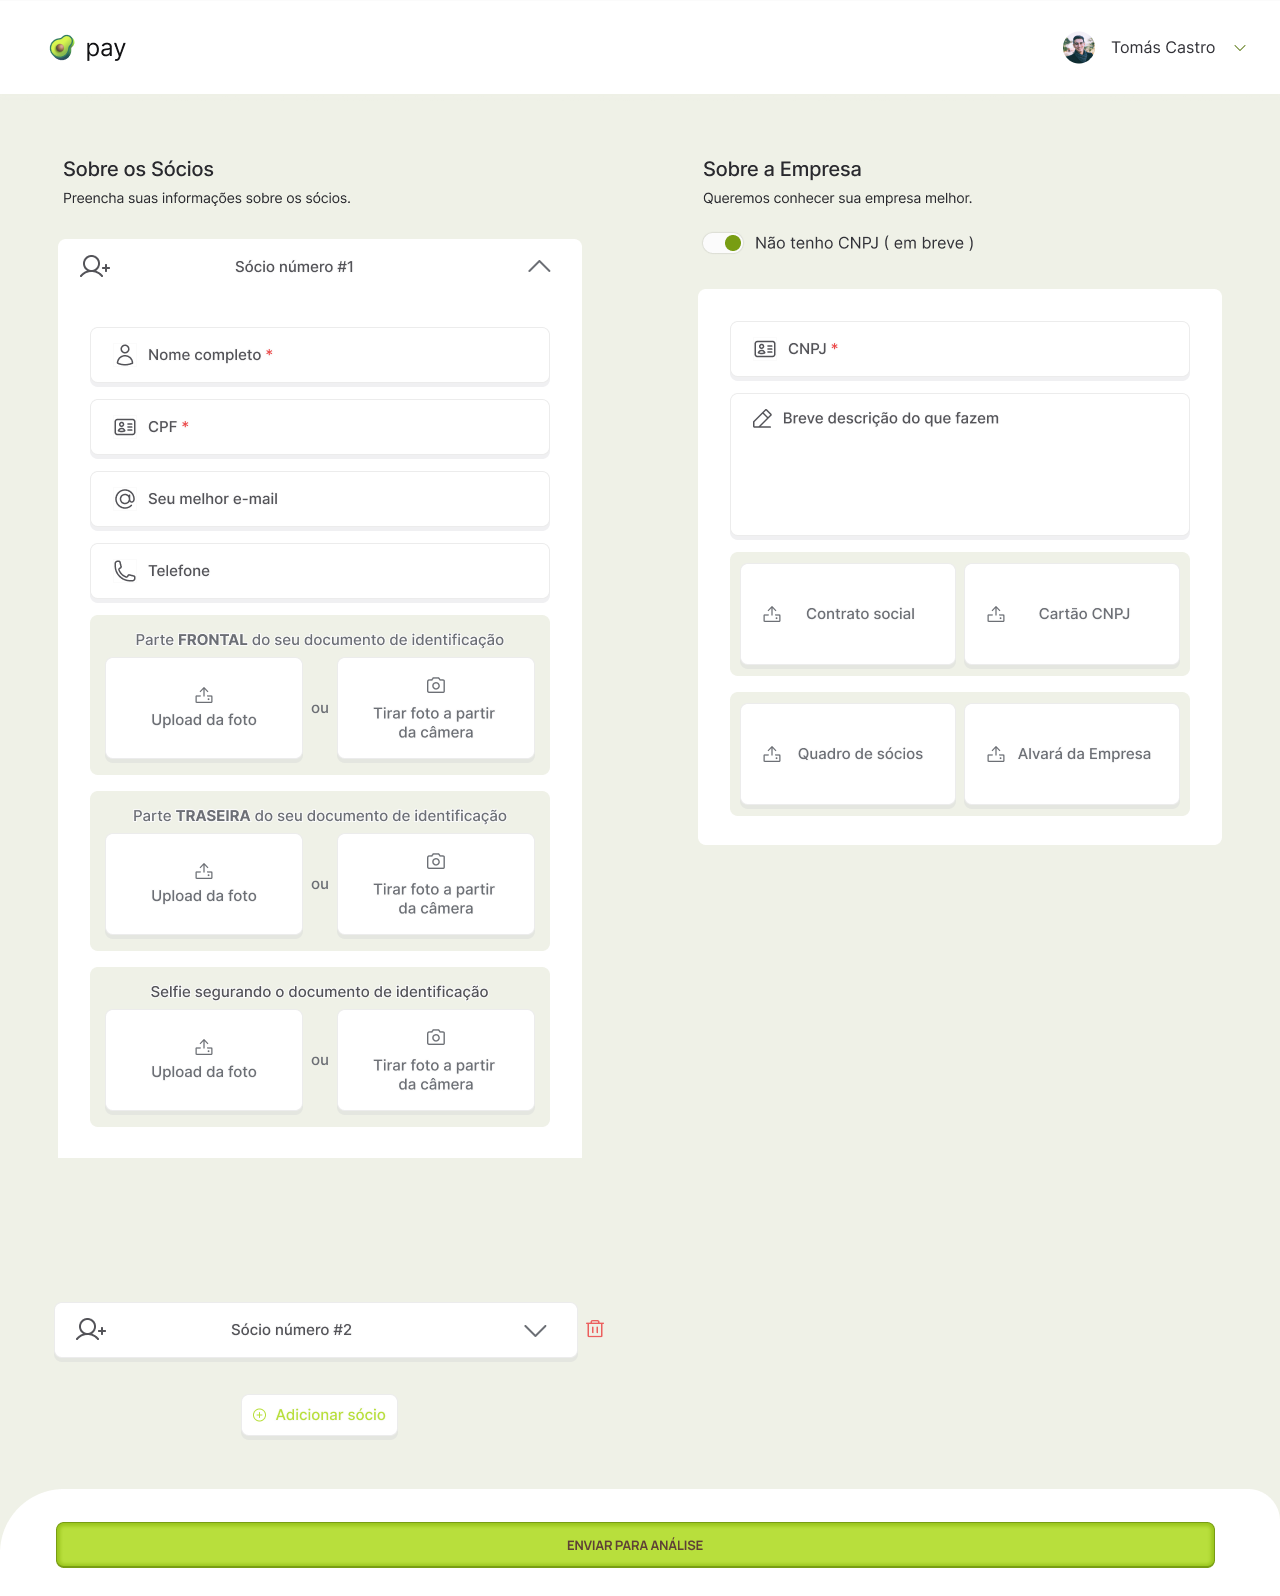 pay
Tomás Castro
Sobre os Sócios
Preencha suas informações sobre os sócios.
Sócio número #1
Nome completo *
CPF *
Seu melhor e-mail
Telefone
Parte FRONTAL do seu documento de identificação
Upload da foto
ou
Tirar foto a partir
da câmera
Parte TRASEIRA do seu documento de identificação
Upload da foto
ou
Tirar foto a partir
da câmera
Selfie segurando o documento de identificação
Upload da foto
ou
Tirar foto a partir
da câmera
Sócio número #2
Adicionar sócio
Sobre a Empresa
Queremos conhecer sua empresa melhor.
Não tenho CNPJ ( em breve )
CNPJ *
Breve descrição do que fazem
Contrato social
Cartão CNPJ
Quadro de sócios
Alvará da Empresa
ENVIAR PARA ANÁLISE